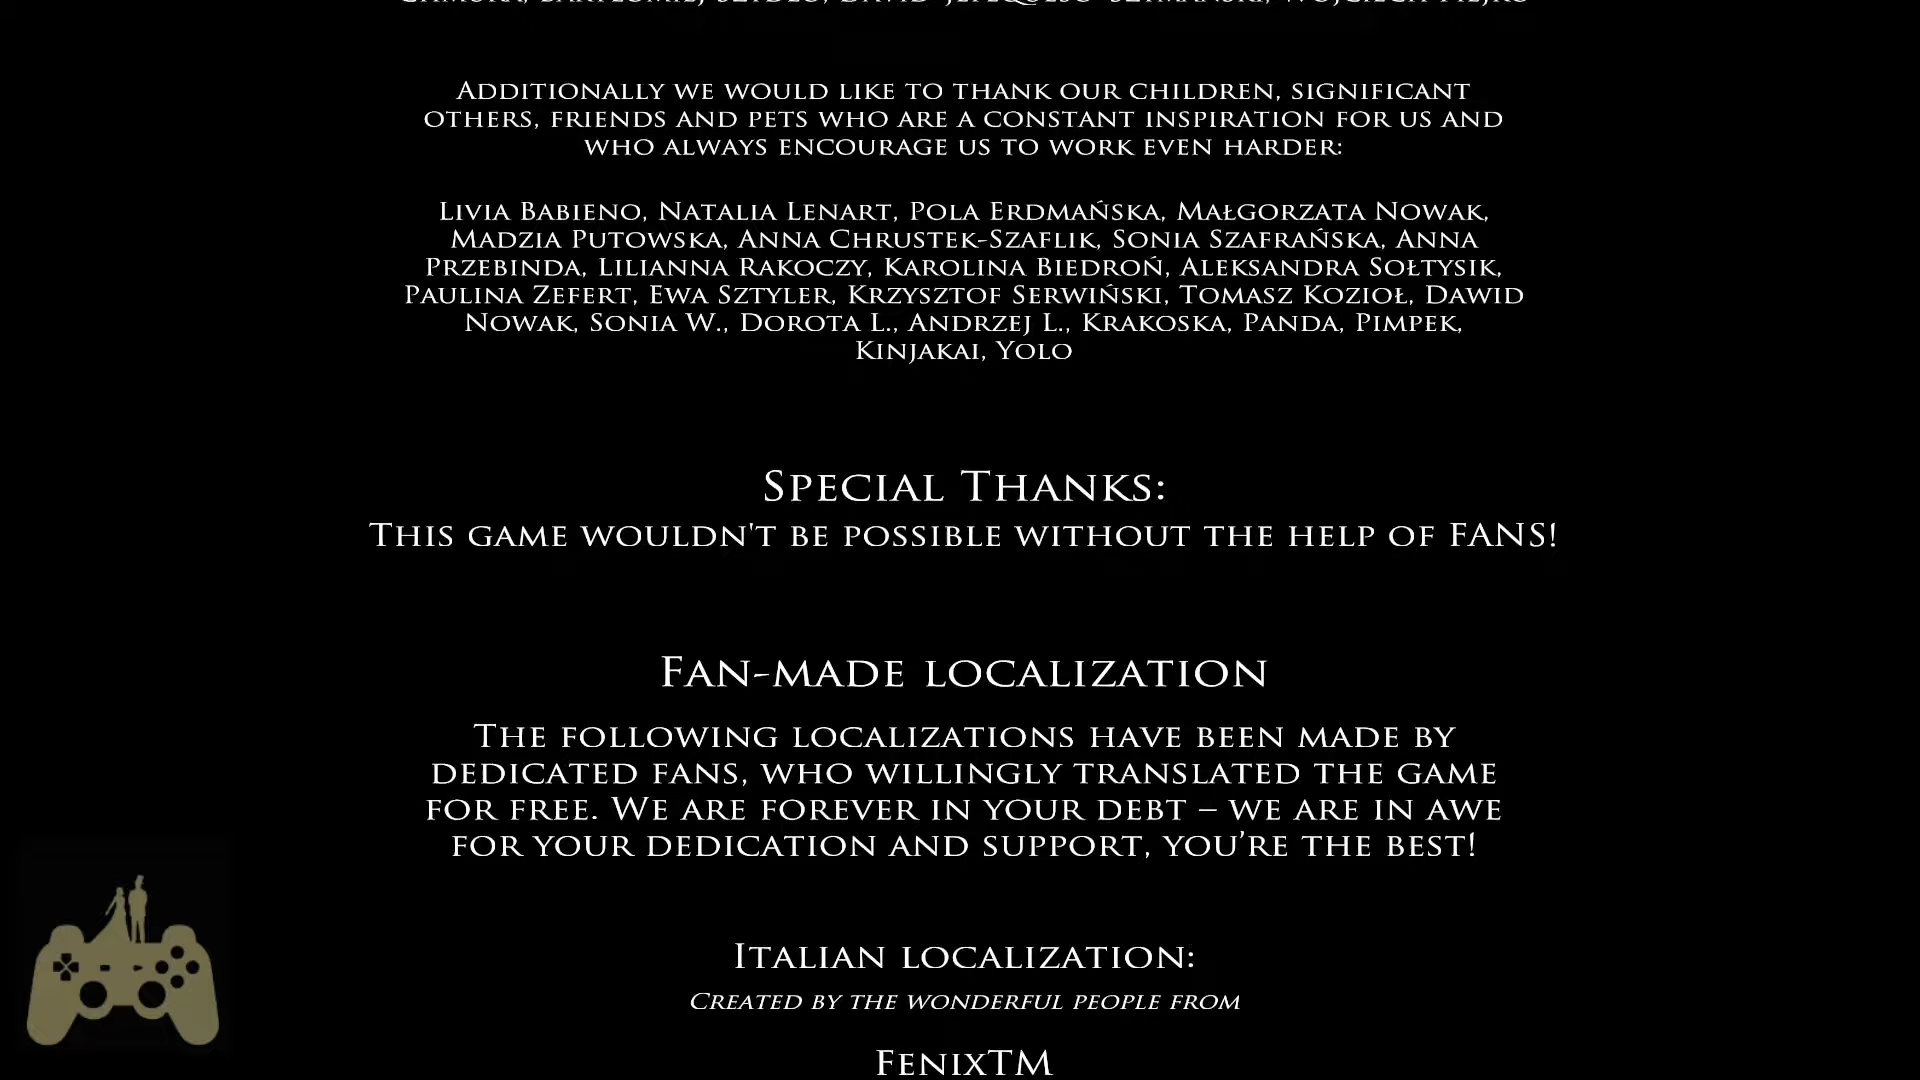 Additionally we would like to thank our children, significant
others, friends and pets who are a constant inspiration for us and
who always encourage us to work even harder:
Livia Babieno, Natalia Lenart, Pola Erdmańska, Małgorzata Nowak,
Madzia Putowska, Anna Chrustek-Szaflik, Sonia Szafrańska, Anna
Przebinda, Lilianna Rakoczy, Karolina Biedroń, Aleksandra Sołtysik,
Paulina Zefert, Ewa Sztyler, Krzysztof Serwiński, Tomasz Kozioł, Dawid
Nowak, Sonia W., Dorota L., Andrzej L., Krakoska, Panda, Pimpek,
Kinjakai, Yolo
Special Thanks:
This game wouldn't be possible without the help of FANS!
Fan-made localization
The following localizations have been made by
dedicated fans, who willingly translated the game
for free. We are forever in your debt – we are in awe
for your dedication and support, you’re the best!
Italian localization:
Created by the wonderful people from
FenixTM